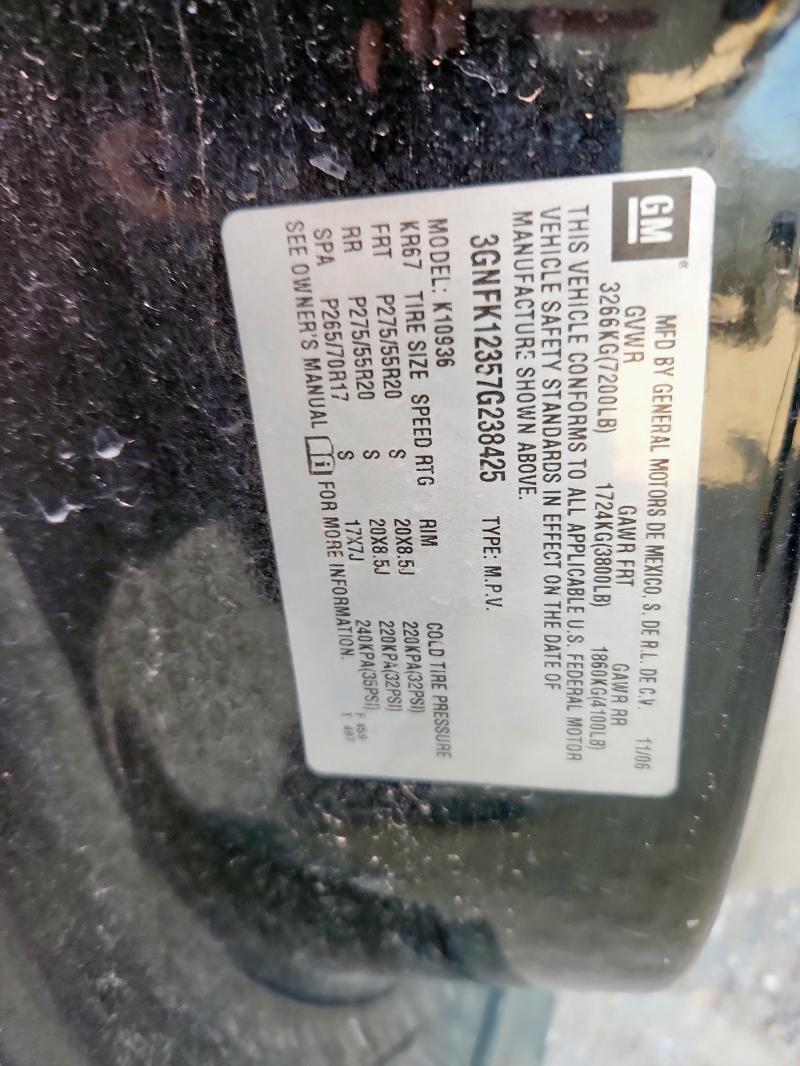 GM®
MFD BY GENERAL MOTORS DE MEXICO, S. DE R.L. DE C.V. 11/06
GVWR GAWR FRT GAWR RR
3266KG(7200LB) 1724KG(3800LB) 1860KG(4100LB)
THIS VEHICLE CONFORMS TO ALL APPLICABLE U.S. FEDERAL MOTOR
VEHICLE SAFETY STANDARDS IN EFFECT ON THE DATE OF
MANUFACTURE SHOWN ABOVE.
3GNFK12357G238425 TYPE: M.P.V.
MODEL: K10936
KR67 TIRE SIZE SPEED RTG RIM COLD TIRE PRESSURE
FRT P275/55R20 S 20X8.5J 220KPA(32PSI)
RR P275/55R20 S 20X8.5J 220KPA(32PSI)
SPA P265/70R17 S 17X7J 240KPA(35PSI)
SEE OWNER'S MANUAL FOR MORE INFORMATION.
F 459
T 497